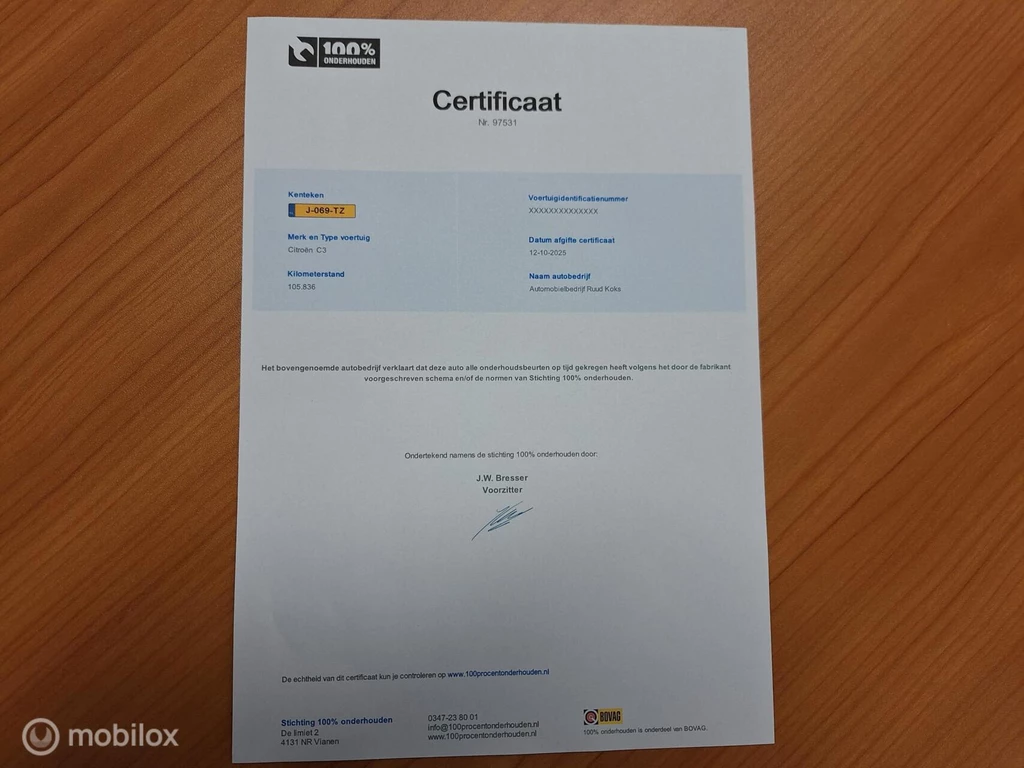 100%
ONDERHOUDEN
Certificaat
Nr. 97531
Kenteken
J-069-TZ
Merk en Type voertuig
Citroën C3
Kilometerstand
105.836
Voertuigidentificatienummer
XXXXXXXXXXXXXX
Datum afgifte certificaat
12-10-2025
Naam autobedrijf
Automobielbedrijf Ruud Koks
Het bovengenoemde autobedrijf verklaart dat deze auto alle onderhoudsbeurten op tijd gekregen heeft volgens het door de fabrikant
voorgeschreven schema en/of de normen van Stichting 100% onderhouden.
Ondertekend namens de stichting 100% onderhouden door:
J.W. Bresser
Voorzitter
De echtheid van dit certificaat kun je controleren op www.100procentonderhouden.nl
Stichting 100% onderhouden
De limiet 2
4131 NR Vianen
0347-23 80 01
info@100procentonderhouden.nl
www.100procentonderhouden.nl
BOVAG
100% onderhouden is onderdeel van BOVAG.
mobilox